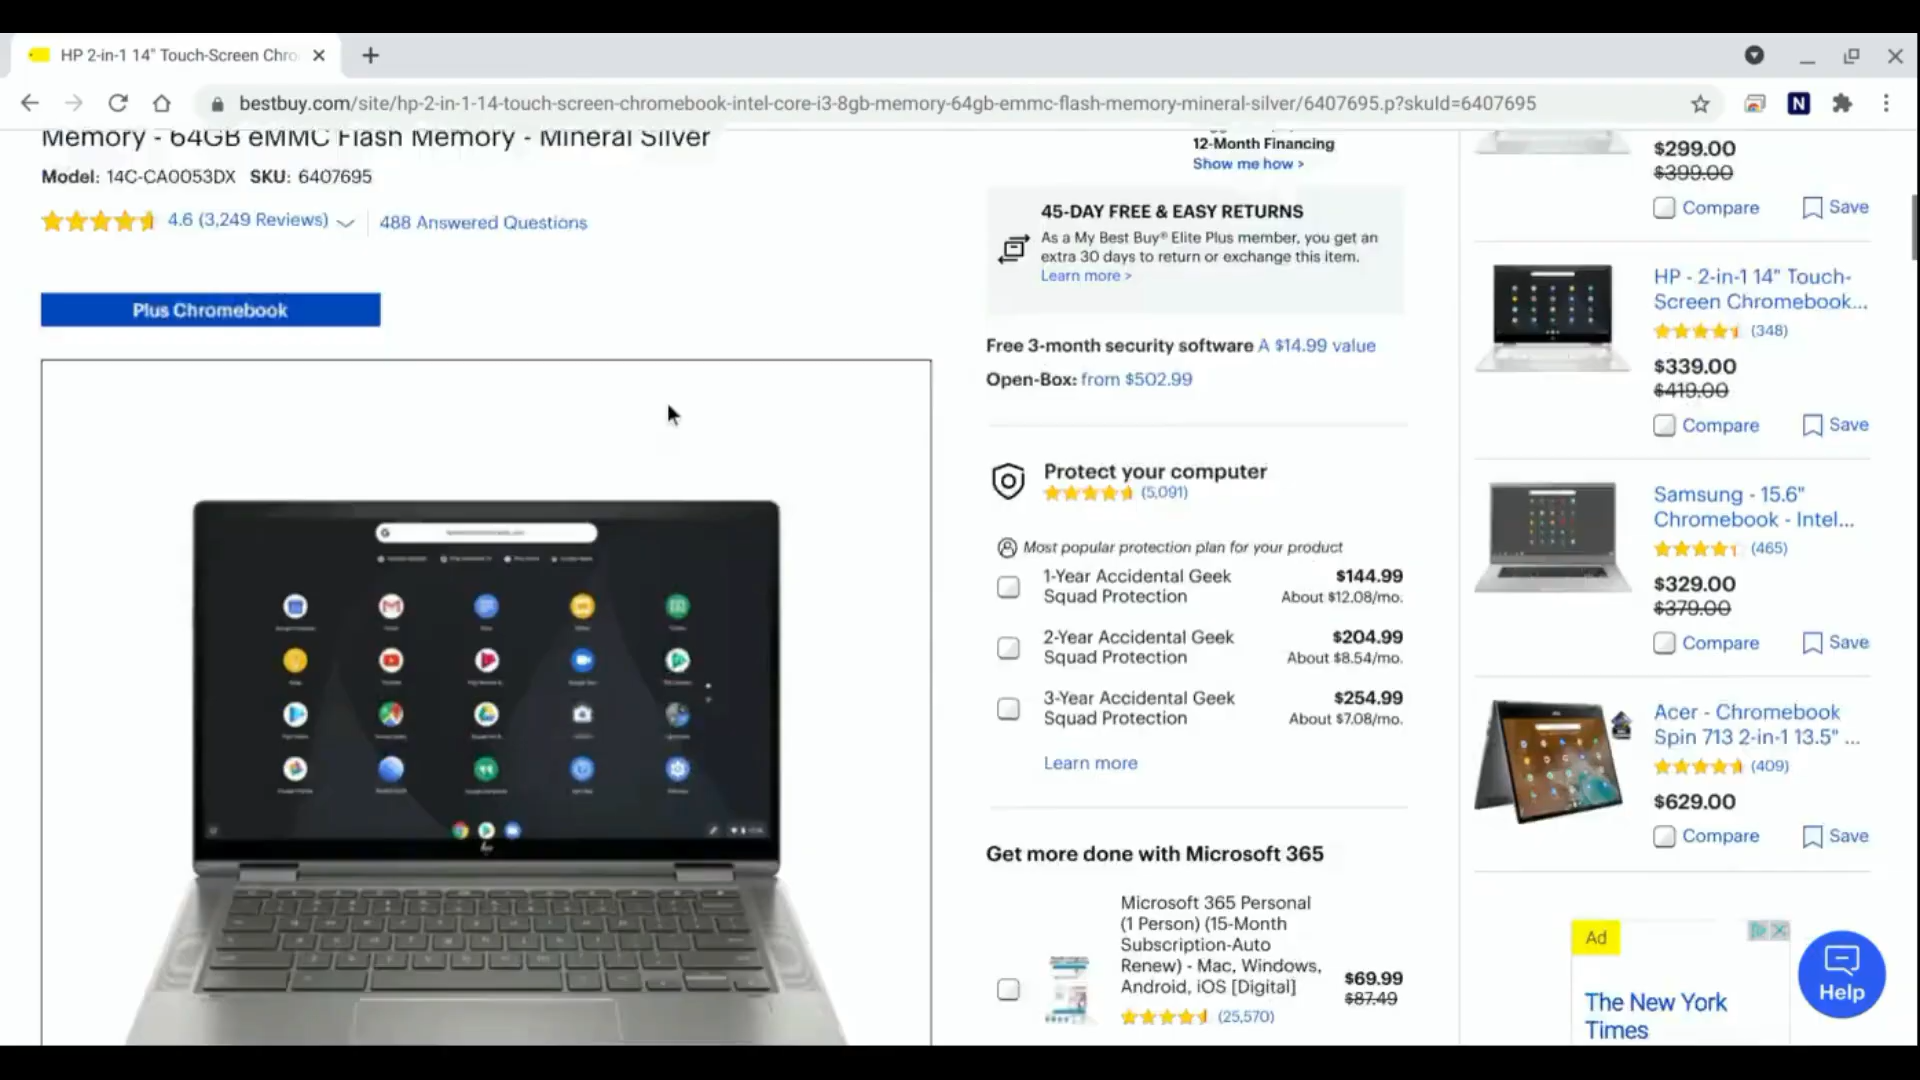 HP 2-in-1 14" Touch-Screen Chro
bestbuy.com/site/hp-2-in-1-14-touch-screen-chromebook-intel-core-i3-8gb-memory-64gb-emmc-flash-memory-mineral-silver/6407695.p?skuId=6407695
N
Memory - 64GB eMMC Flash Memory - Mineral Silver
Model: 14C-CA0053DX SKU: 6407695
4.6 (3,249 Reviews)
488 Answered Questions
Plus Chromebook
12-Month Financing
Show me how >
45-DAY FREE & EASY RETURNS
As a My Best Buy® Elite Plus member, you get an
extra 30 days to return or exchange this item.
Learn more >
Free 3-month security software A $14.99 value
Open-Box: from $502.99
Protect your computer
(5,091)
Most popular protection plan for your product
1-Year Accidental Geek
Squad Protection
$144.99
About $12.08/mo.
2-Year Accidental Geek
Squad Protection
$204.99
About $8.54/mo.
3-Year Accidental Geek
Squad Protection
$254.99
About $7.08/mo.
Learn more
Get more done with Microsoft 365
Microsoft 365 Personal
(1 Person) (15-Month
Subscription-Auto
Renew) - Mac, Windows,
Android, iOS [Digital]
$69.99
$87.49
(25,570)
$299.00
$399.00
Compare
Save
HP - 2-in-1 14" Touch-
Screen Chromebook...
(348)
$339.00
$419.00
Compare
Save
Samsung - 15.6"
Chromebook - Intel...
(465)
$329.00
$379.00
Compare
Save
Acer - Chromebook
Spin 713 2-in-1 13.5" ...
(409)
$629.00
Compare
Save
Ad
The New York
Times
Help